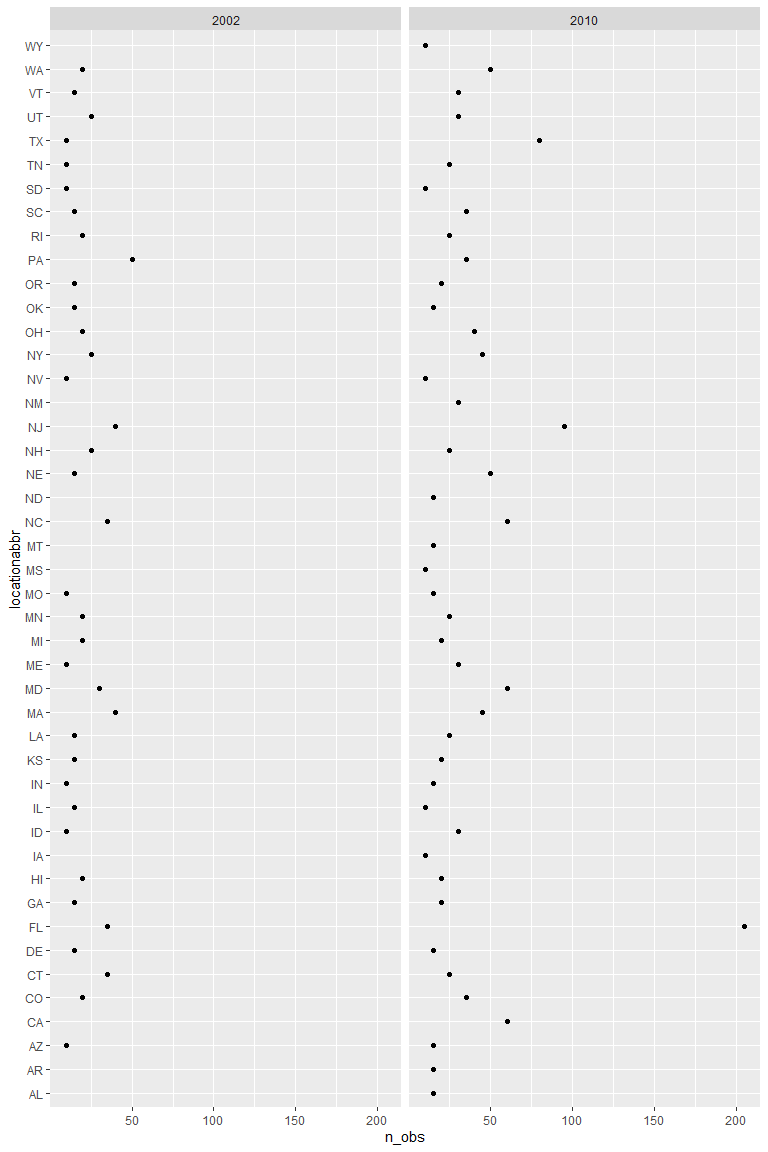 2002
2010
WY
WA
VT
UT
TX
TN
SD
SC
RI
PA
OR
OK
OH
NY
NV
NM
NJ
NH
NE
ND
NC
MT
MS
MO
MN
MI
ME
MD
MA
LA
KS
IN
IL
ID
IA
HI
GA
FL
DE
CT
CO
CA
AZ
AR
AL
locationabbr
50 100 150 200
50 100 150 200
n_obs